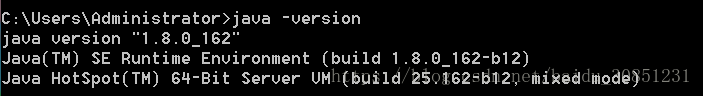 C:\Users\Administrator>java -version
java version "1.8.0_162"
Java(TM) SE Runtime Environment (build 1.8.0_162-b12)
Java HotSpot(TM) 64-Bit Server VM (build 25.162-b12, mixed mode)